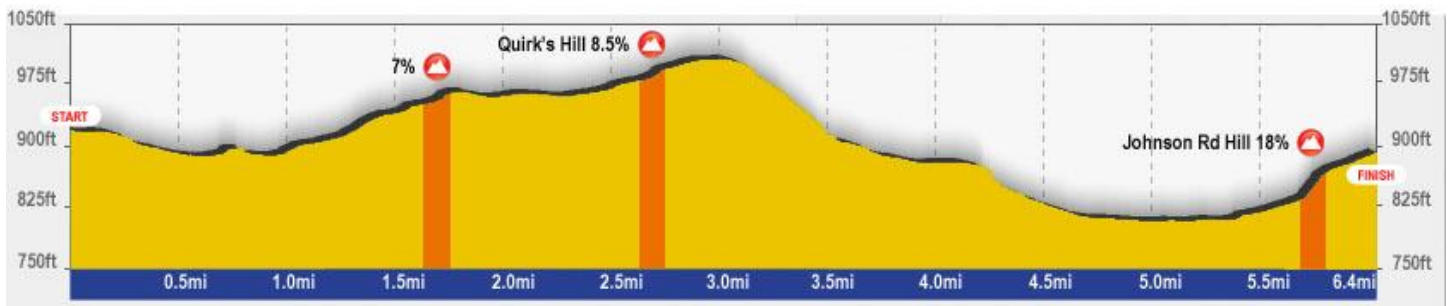 1050ft
1050ft
Quirk's Hill 8.5%
7%
975ft
975ft
START
900ft
900ft
Johnson Rd Hill 18%
FINISH
825ft
825ft
750ft
750ft
0.5mi 1.0mi 1.5mi 2.0mi 2.5mi 3.0mi 3.5mi 4.0mi 4.5mi 5.0mi 5.5mi 6.4mi